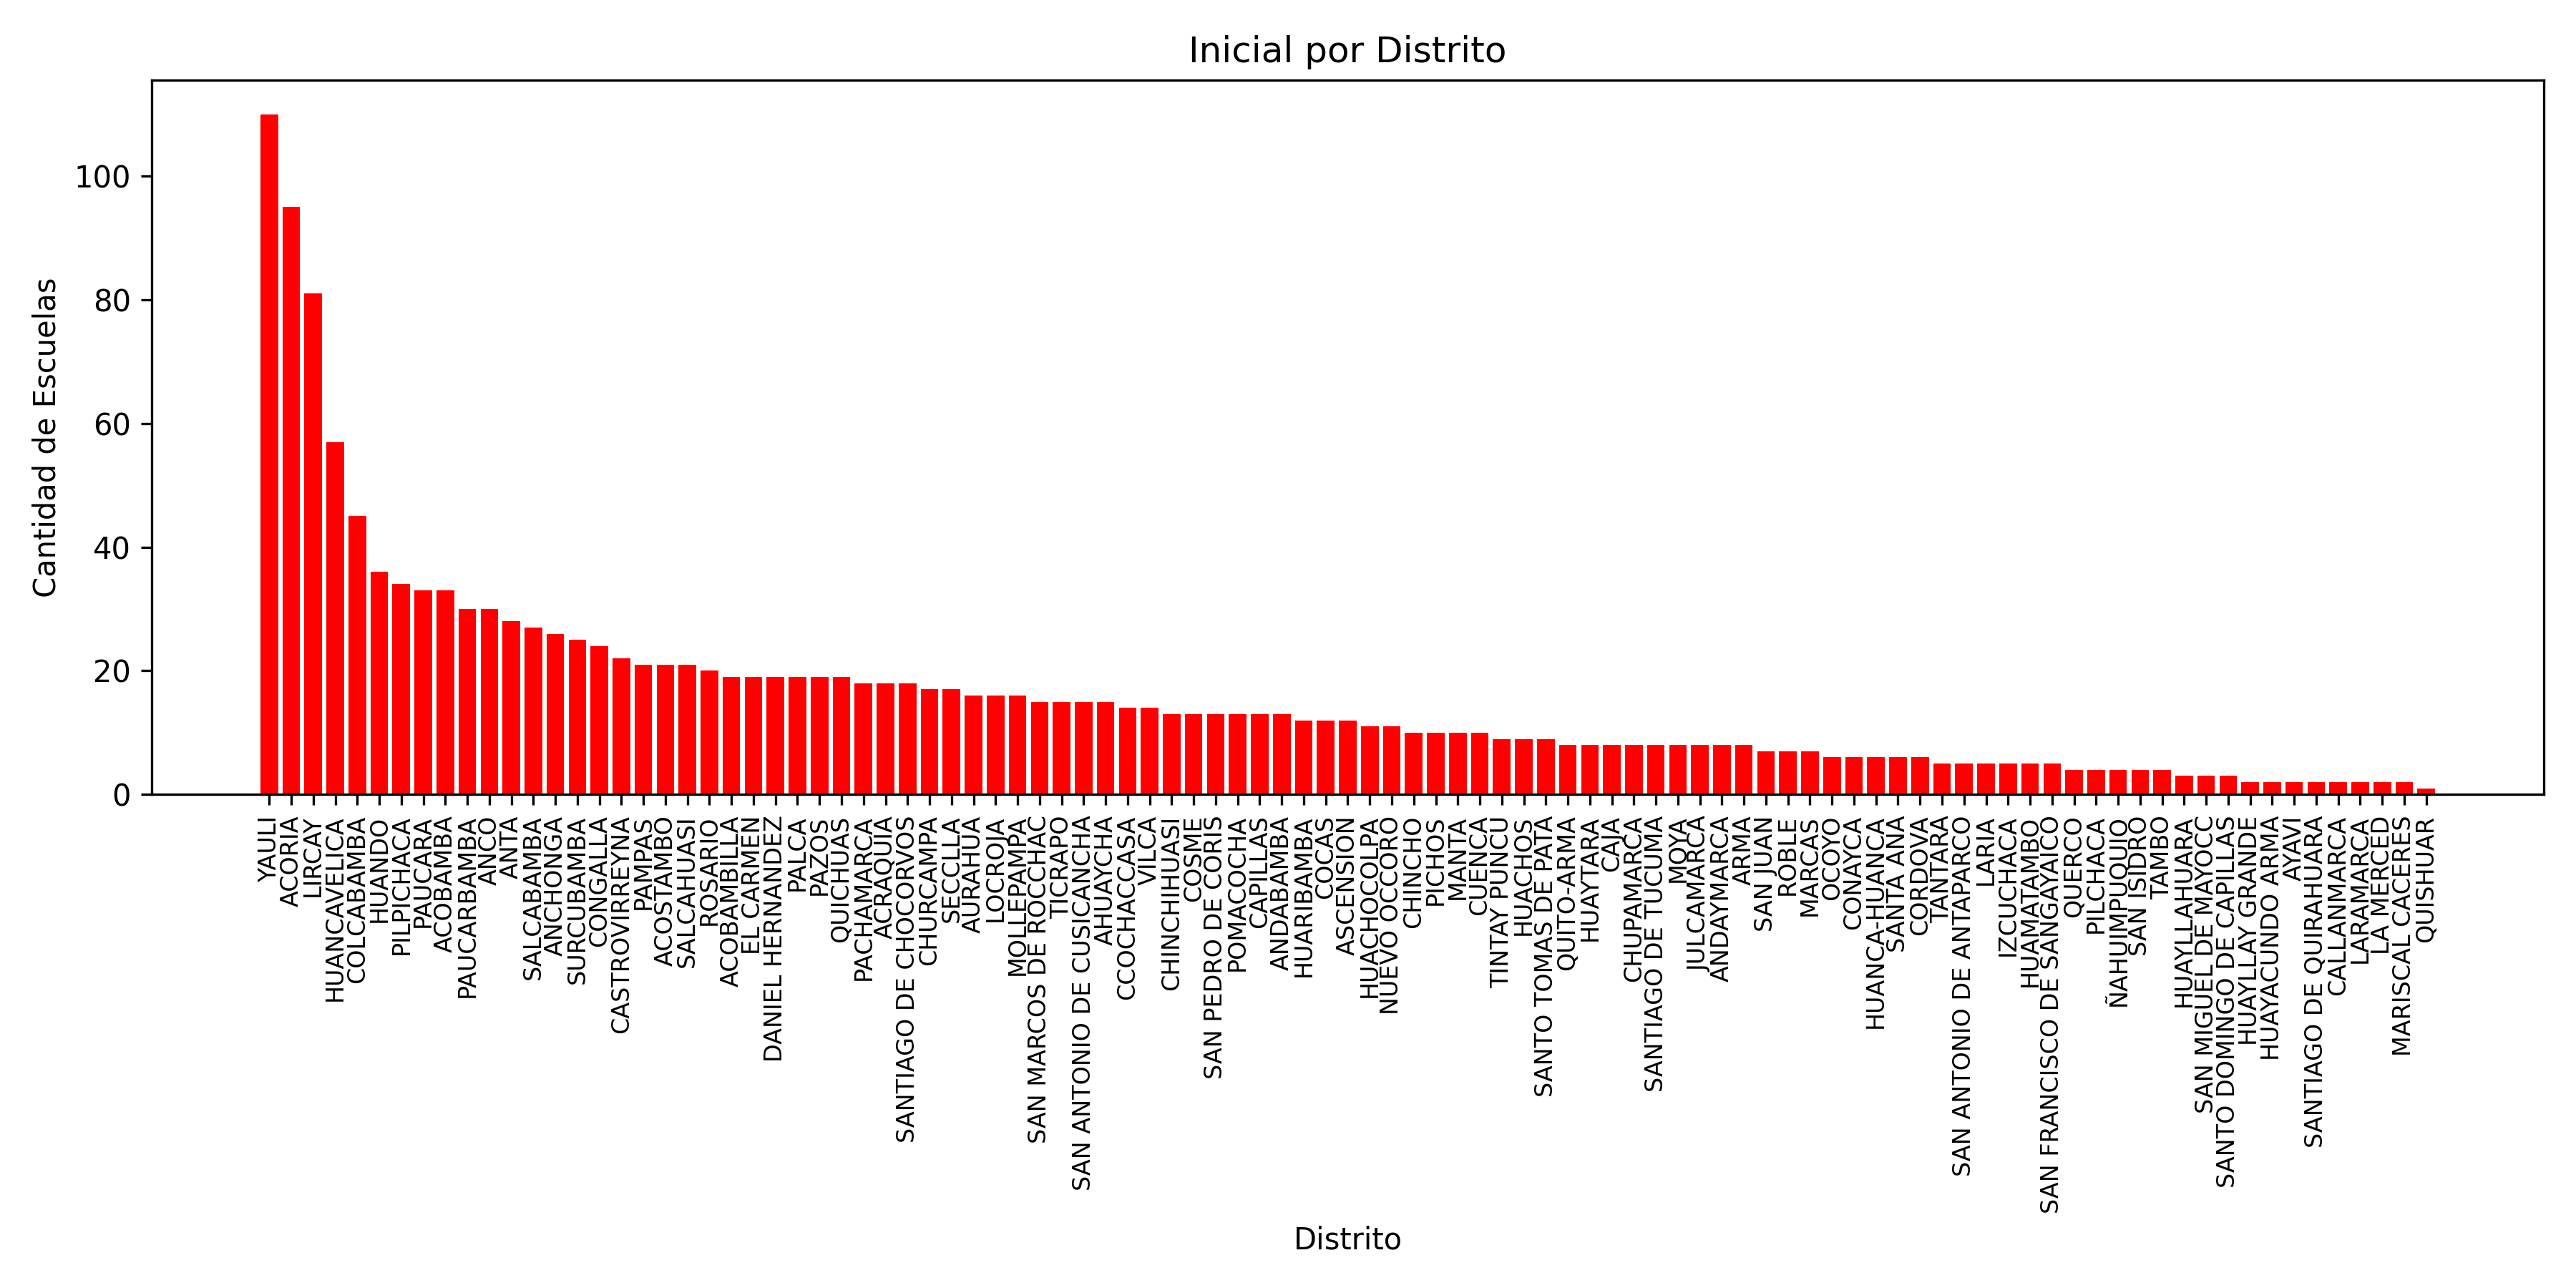 Inicial por Distrito
Cantidad de Escuelas
100
80
60
40
20
0
YAULI
ACORIA
LIRCAY
HUANCAVELICA
COLCABAMBA
HUANDO
PILPICHACA
PAUCARA
ACOBAMBA
PAUCARBAMBA
ANCO
ANTA
SALCABAMBA
ANCHONGA
SURCUBAMBA
CONGALLA
CASTROVIRREYNA
PAMPAS
ACOSTAMBO
SALCAHUASI
ROSARIO
ACOBAMBILLA
EL CARMEN
DANIEL HERNANDEZ
PALCA
PAZOS
QUICHUAS
PACHAMARCA
ACRAQUIA
SANTIAGO DE CHOCORVOS
CHURCAMPA
SECCLLA
AURAHUA
LOCROJA
MOLLEPAMPA
SAN MARCOS DE ROCCHAC
TICRAPO
SAN ANTONIO DE CUSICANCHA
AHUAYCHA
CCOCHACCASA
VILCA
CHINCHIHUASI
COSME
SAN PEDRO DE CORIS
POMACOCHA
CAPILLAS
ANDABAMBA
HUARIBAMBA
COCAS
ASCENSION
HUACHOCOLPA
NUEVO OCCORO
CHINCHO
PICHOS
MANTA
CUENCA
TINTAY PUNCU
HUACHOS
SANTO TOMAS DE PATA
QUITO-ARMA
HUAYTARA
CAJA
CHUPAMARCA
SANTIAGO DE TUCUMA
MOYA
JULCAMARCA
ANDAYMARCA
ARMA
SAN JUAN
ROBLE
MARCAS
OCOYO
CONAYCA
HUANCA-HUANCA
SANTA ANA
CORDOVA
TANTARA
SAN ANTONIO DE ANTAPARCO
LARIA
IZCUCHACA
HUAMATAMBO
SAN FRANCISCO DE SANGAYAICO
QUERCO
PILCHACA
ÑAHUIMPUQUIO
SAN ISIDRO
TAMBO
HUAYLLAHUARA
SAN MIGUEL DE MAYOCC
SANTO DOMINGO DE CAPILLAS
HUAYLLAY GRANDE
HUAYACUNDO ARMA
AYAVI
SANTIAGO DE QUIRAHUARA
CALLANMARCA
LARAMARCA
LA MERCED
MARISCAL CACERES
QUISHUAR
Distrito